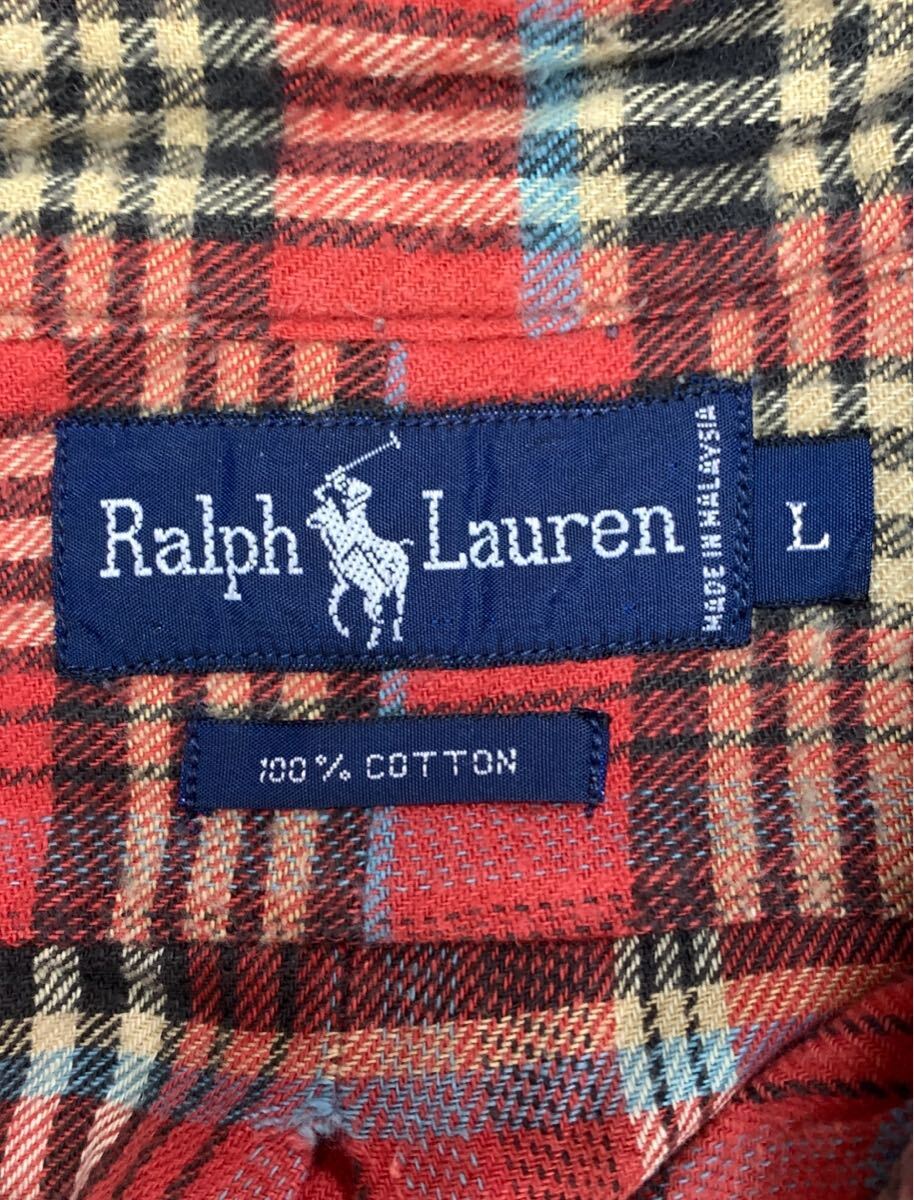 Ralph Lauren
MADE IN MALAYSIA
L
100% COTTON